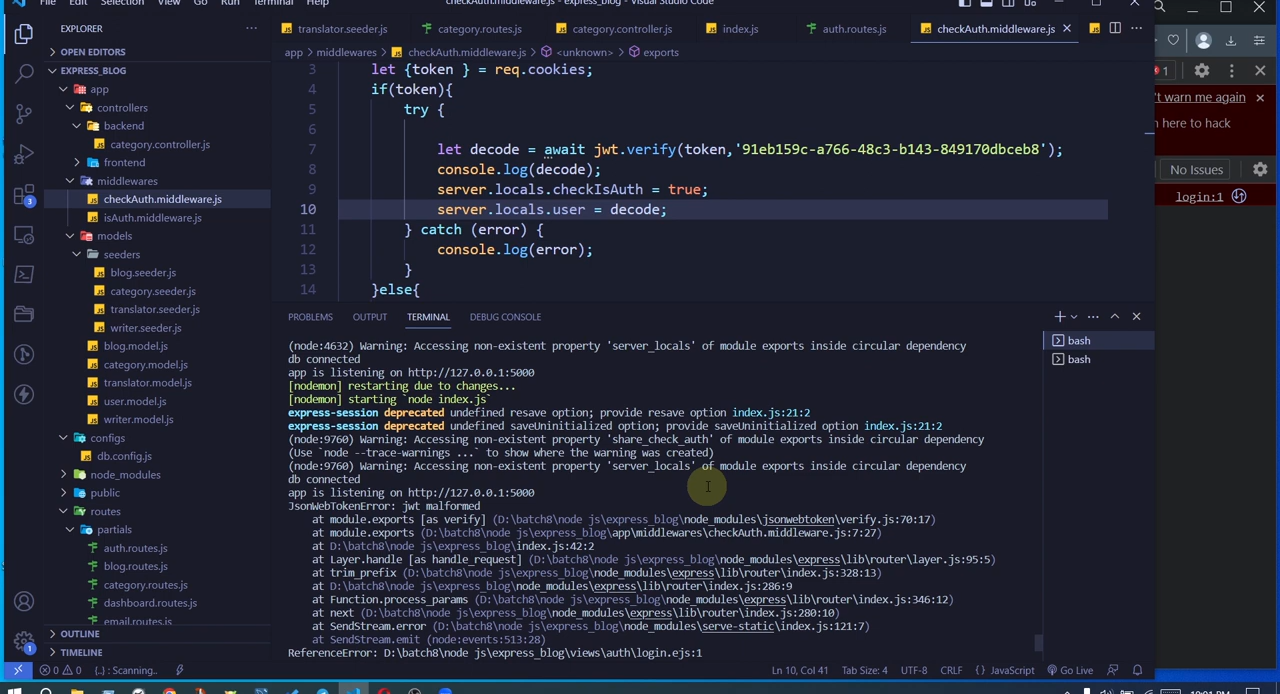 File Edit Selection View Go Run Terminal Help checkAuth.middleware.js - express_blog - Visual Studio Code
EXPLORER
OPEN EDITORS
EXPRESS_BLOG
app
controllers
backend
category.controller.js
frontend
middlewares
checkAuth.middleware.js
isAuth.middleware.js
models
seeders
blog.seeder.js
category.seeder.js
translator.seeder.js
writer.seeder.js
blog.model.js
category.model.js
translator.model.js
user.model.js
writer.model.js
configs
db.config.js
node_modules
public
routes
partials
auth.routes.js
blog.routes.js
category.routes.js
dashboard.routes.js
email.routes.js
OUTLINE
TIMELINE
3
1
translator.seeder.js category.routes.js category.controller.js index.js auth.routes.js checkAuth.middleware.js
app > middlewares > checkAuth.middleware.js > <unknown> > exports
3 let {token } = req.cookies;
4 if(token){
5 try {
6
7 let decode = await jwt.verify(token,'91eb159c-a766-48c3-b143-849170dbceb8');
8 console.log(decode);
9 server.locals.checkIsAuth = true;
10 server.locals.user = decode;
11 } catch (error) {
12 console.log(error);
13 }
14 }else{
PROBLEMS OUTPUT TERMINAL DEBUG CONSOLE
bash
bash
(node:4632) Warning: Accessing non-existent property 'server_locals' of module exports inside circular dependency
db connected
app is listening on http://127.0.0.1:5000
[nodemon] restarting due to changes...
[nodemon] starting `node index.js`
express-session deprecated undefined resave option; provide resave option index.js:21:2
express-session deprecated undefined saveUninitialized option; provide saveUninitialized option index.js:21:2
(node:9760) Warning: Accessing non-existent property 'share_check_auth' of module exports inside circular dependency
(Use `node --trace-warnings ...` to show where the warning was created)
(node:9760) Warning: Accessing non-existent property 'server_locals' of module exports inside circular dependency
db connected
app is listening on http://127.0.0.1:5000
JsonWebTokenError: jwt malformed
at module.exports [as verify] (D:\batch8\node js\express_blog\node_modules\jsonwebtoken\verify.js:70:17)
at module.exports (D:\batch8\node js\express_blog\app\middlewares\checkAuth.middleware.js:7:27)
at D:\batch8\node js\express_blog\index.js:42:2
at Layer.handle [as handle_request] (D:\batch8\node js\express_blog\node_modules\express\lib\router\layer.js:95:5)
at trim_prefix (D:\batch8\node js\express_blog\node_modules\express\lib\router\index.js:328:13)
at D:\batch8\node js\express_blog\node_modules\express\lib\router\index.js:286:9
at Function.process_params (D:\batch8\node js\express_blog\node_modules\express\lib\router\index.js:346:12)
at next (D:\batch8\node js\express_blog\node_modules\express\lib\router\index.js:280:10)
at SendStream.error (D:\batch8\node js\express_blog\node_modules\serve-static\index.js:121:7)
at SendStream.emit (node:events:513:28)
ReferenceError: D:\batch8\node js\express_blog\views\auth\login.ejs:1
0 0 {..} : Scanning.. Ln 10, Col 41 Tab Size: 4 UTF-8 CRLF {} JavaScript Go Live
1
't warn me again
here to hack
No Issues
login:1
10:01 PM